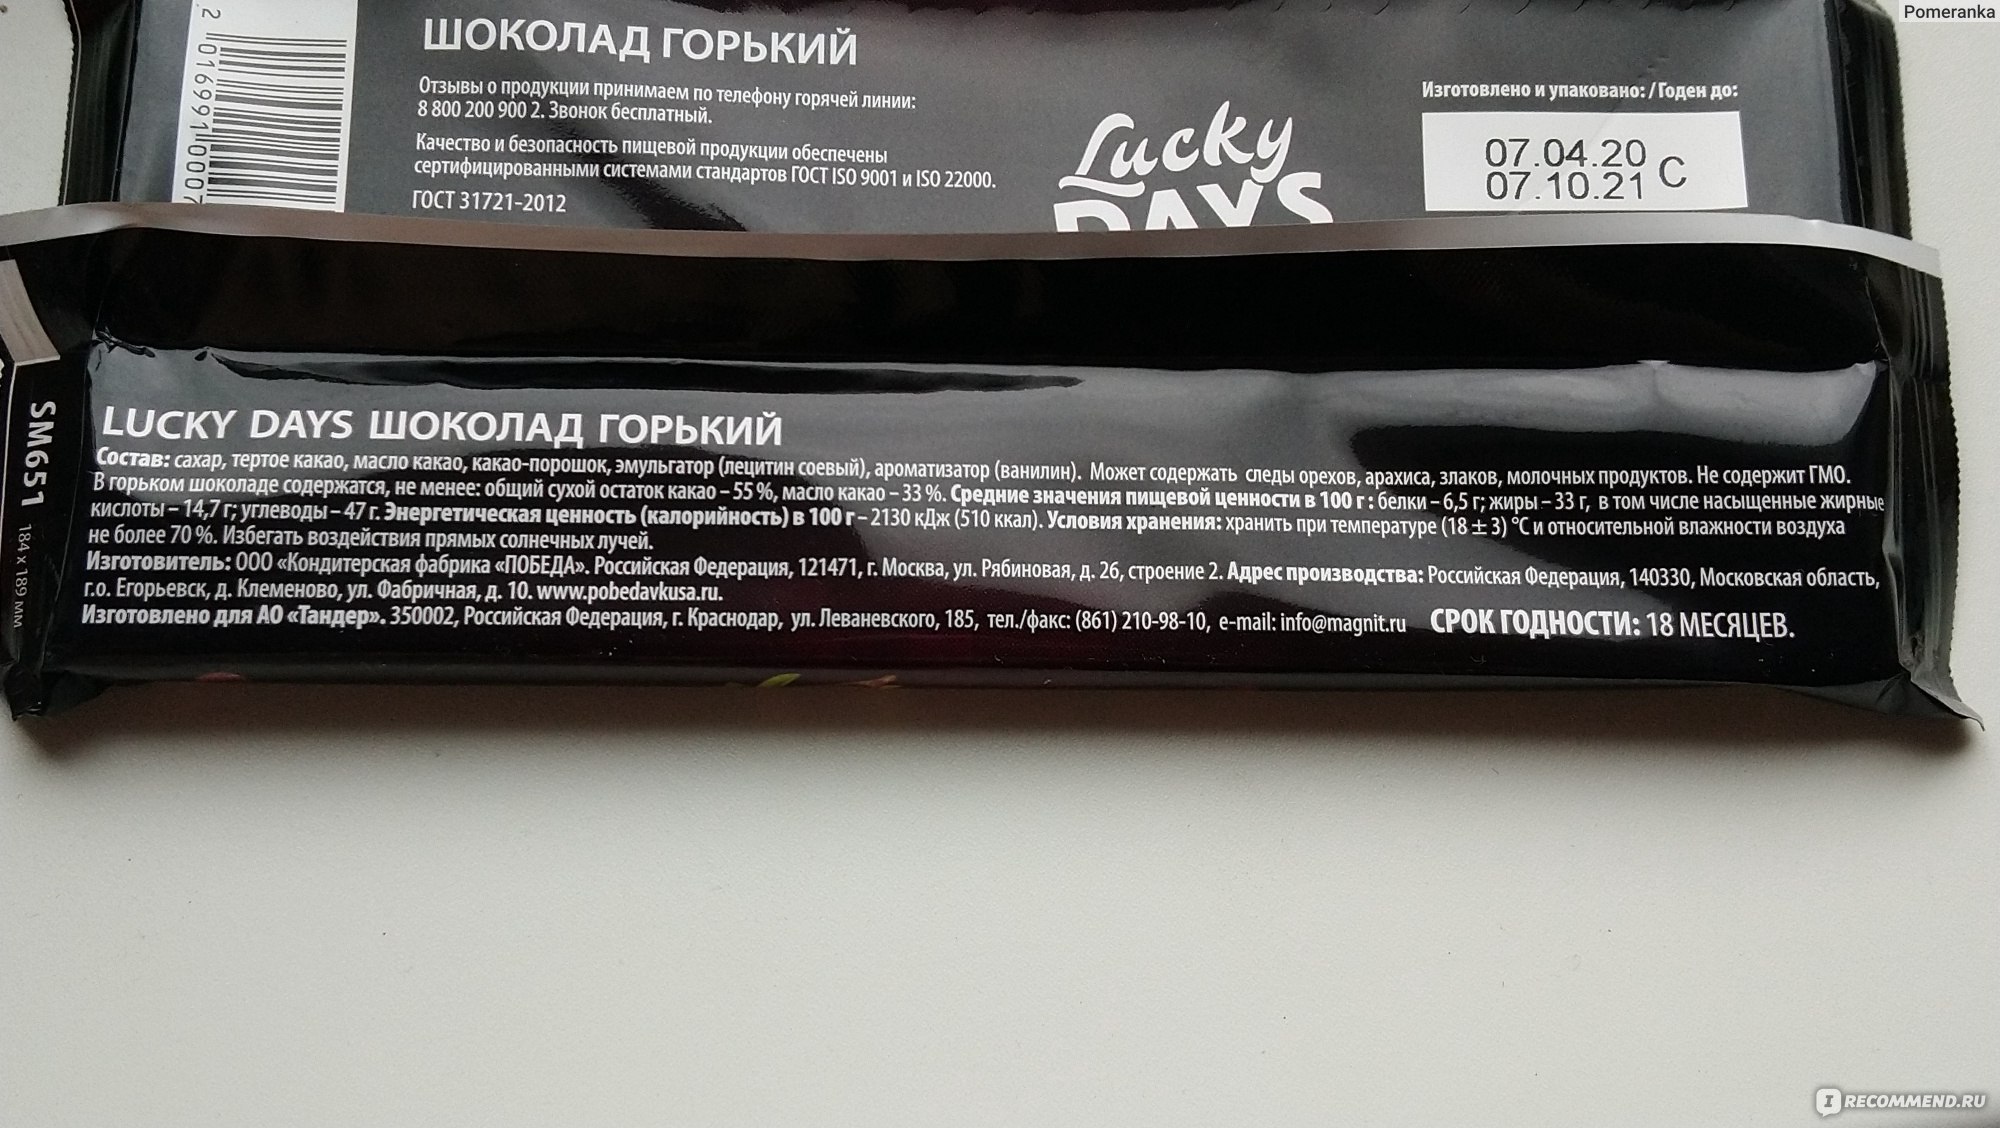 Pomeranka
ШОКОЛАД ГОРЬКИЙ
Отзывы о продукции принимаем по телефону горячей линии:
8 800 200 900 2. Звонок бесплатный.
Качество и безопасность пищевой продукции обеспечены
сертифицированными системами стандартов ГОСТ ISO 9001 и ISO 22000.
ГОСТ 31721-2012
2 016991 0007
Lucky
DAYS
Изготовлено и упаковано: / Годен до:
07.04.20
07.10.21 C
SM651 184 x 189 мм
LUCKY DAYS ШОКОЛАД ГОРЬКИЙ
Состав: сахар, тертое какао, масло какао, какао-порошок, эмульгатор (лецитин соевый), ароматизатор (ванилин). Может содержать следы орехов, арахиса, злаков, молочных продуктов. Не содержит ГМО.
В горьком шоколаде содержатся, не менее: общий сухой остаток какао – 55 %, масло какао – 33 %. Средние значения пищевой ценности в 100 г : белки – 6,5 г; жиры – 33 г, в том числе насыщенные жирные
кислоты – 14,7 г; углеводы – 47 г. Энергетическая ценность (калорийность) в 100 г – 2130 кДж (510 ккал). Условия хранения: хранить при температуре (18 ± 3) °C и относительной влажности воздуха
не более 70 %. Избегать воздействия прямых солнечных лучей.
Изготовитель: ООО «Кондитерская фабрика «ПОБЕДА». Российская Федерация, 121471, г. Москва, ул. Рябиновая, д. 26, строение 2. Адрес производства: Российская Федерация, 140330, Московская область,
г.о. Егорьевск, д. Клеменово, ул. Фабричная, д. 10. www.pobedavkusa.ru.
Изготовлено для АО «Тандер». 350002, Российская Федерация, г. Краснодар, ул. Леваневского, 185, тел./факс: (861) 210-98-10, e-mail: info@magnit.ru СРОК ГОДНОСТИ: 18 МЕСЯЦЕВ.
I RECOMMEND.RU